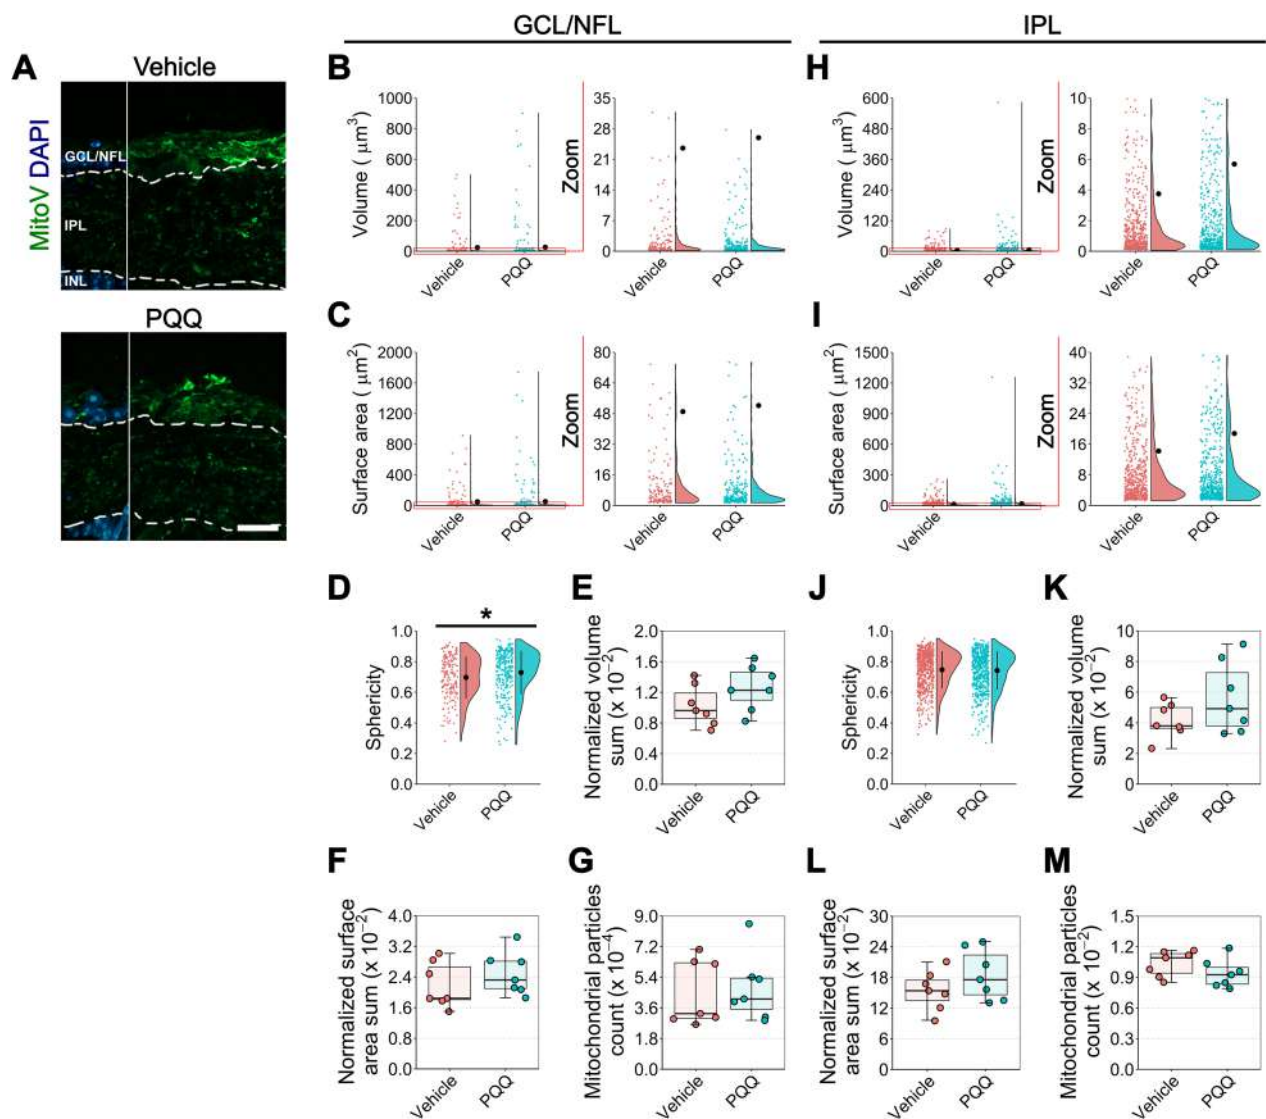 GCL/NFL
IPL
A
Vehicle
MitoV DAPI
GCL/NFL
IPL
INL
PQQ
B
Volume ( μm³)
1000
800
600
400
200
0
Vehicle
PQQ
Zoom
35
28
21
14
7
0
Vehicle
PQQ
H
Volume ( μm³)
600
480
360
240
120
0
Vehicle
PQQ
Zoom
10
8
6
4
2
0
Vehicle
PQQ
C
Surface area ( μm²)
2000
1600
1200
800
400
0
Vehicle
PQQ
Zoom
80
64
48
32
16
0
Vehicle
PQQ
I
Surface area ( μm²)
1500
1200
900
600
300
0
Vehicle
PQQ
Zoom
40
32
24
16
8
0
Vehicle
PQQ
D
Sphericity
1.0
0.8
0.6
0.4
0.2
0.0
*
Vehicle
PQQ
E
Normalized volume
sum (x 10⁻²)
2.0
1.6
1.2
0.8
0.4
0.0
Vehicle
PQQ
J
Sphericity
1.0
0.8
0.6
0.4
0.2
0.0
Vehicle
PQQ
K
Normalized volume
sum (x 10⁻²)
10
8
6
4
2
0
Vehicle
PQQ
F
Normalized surface
area sum (x 10⁻²)
4.0
3.2
2.4
1.6
0.8
0.0
Vehicle
PQQ
G
Mitochondrial particles
count (x 10⁻⁴)
9.0
7.2
5.4
3.6
1.8
0.0
Vehicle
PQQ
L
Normalized surface
area sum (x 10⁻²)
30
24
18
12
6
0
Vehicle
PQQ
M
Mitochondrial particles
count (x 10⁻²)
1.5
1.2
0.9
0.6
0.3
0.0
Vehicle
PQQ